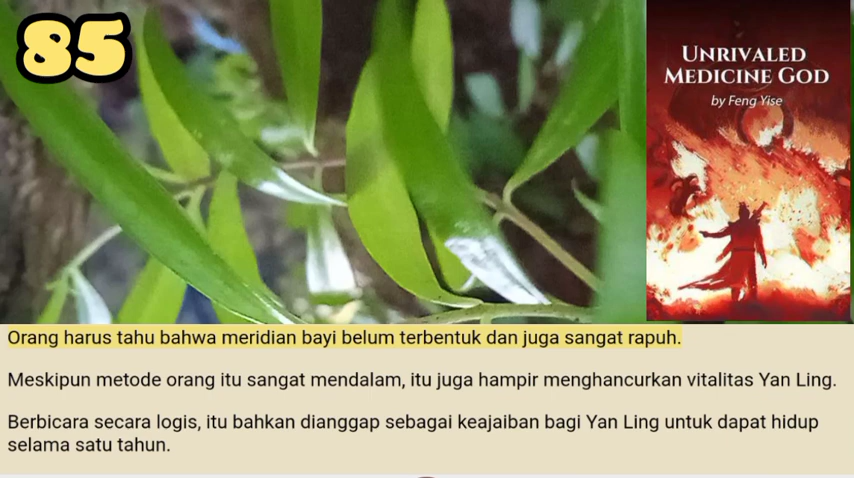 85
UNRIVALED
MEDICINE GOD
by Feng Yise
Orang harus tahu bahwa meridian bayi belum terbentuk dan juga sangat rapuh.
Meskipun metode orang itu sangat mendalam, itu juga hampir menghancurkan vitalitas Yan Ling.
Berbicara secara logis, itu bahkan dianggap sebagai keajaiban bagi Yan Ling untuk dapat hidup
selama satu tahun.